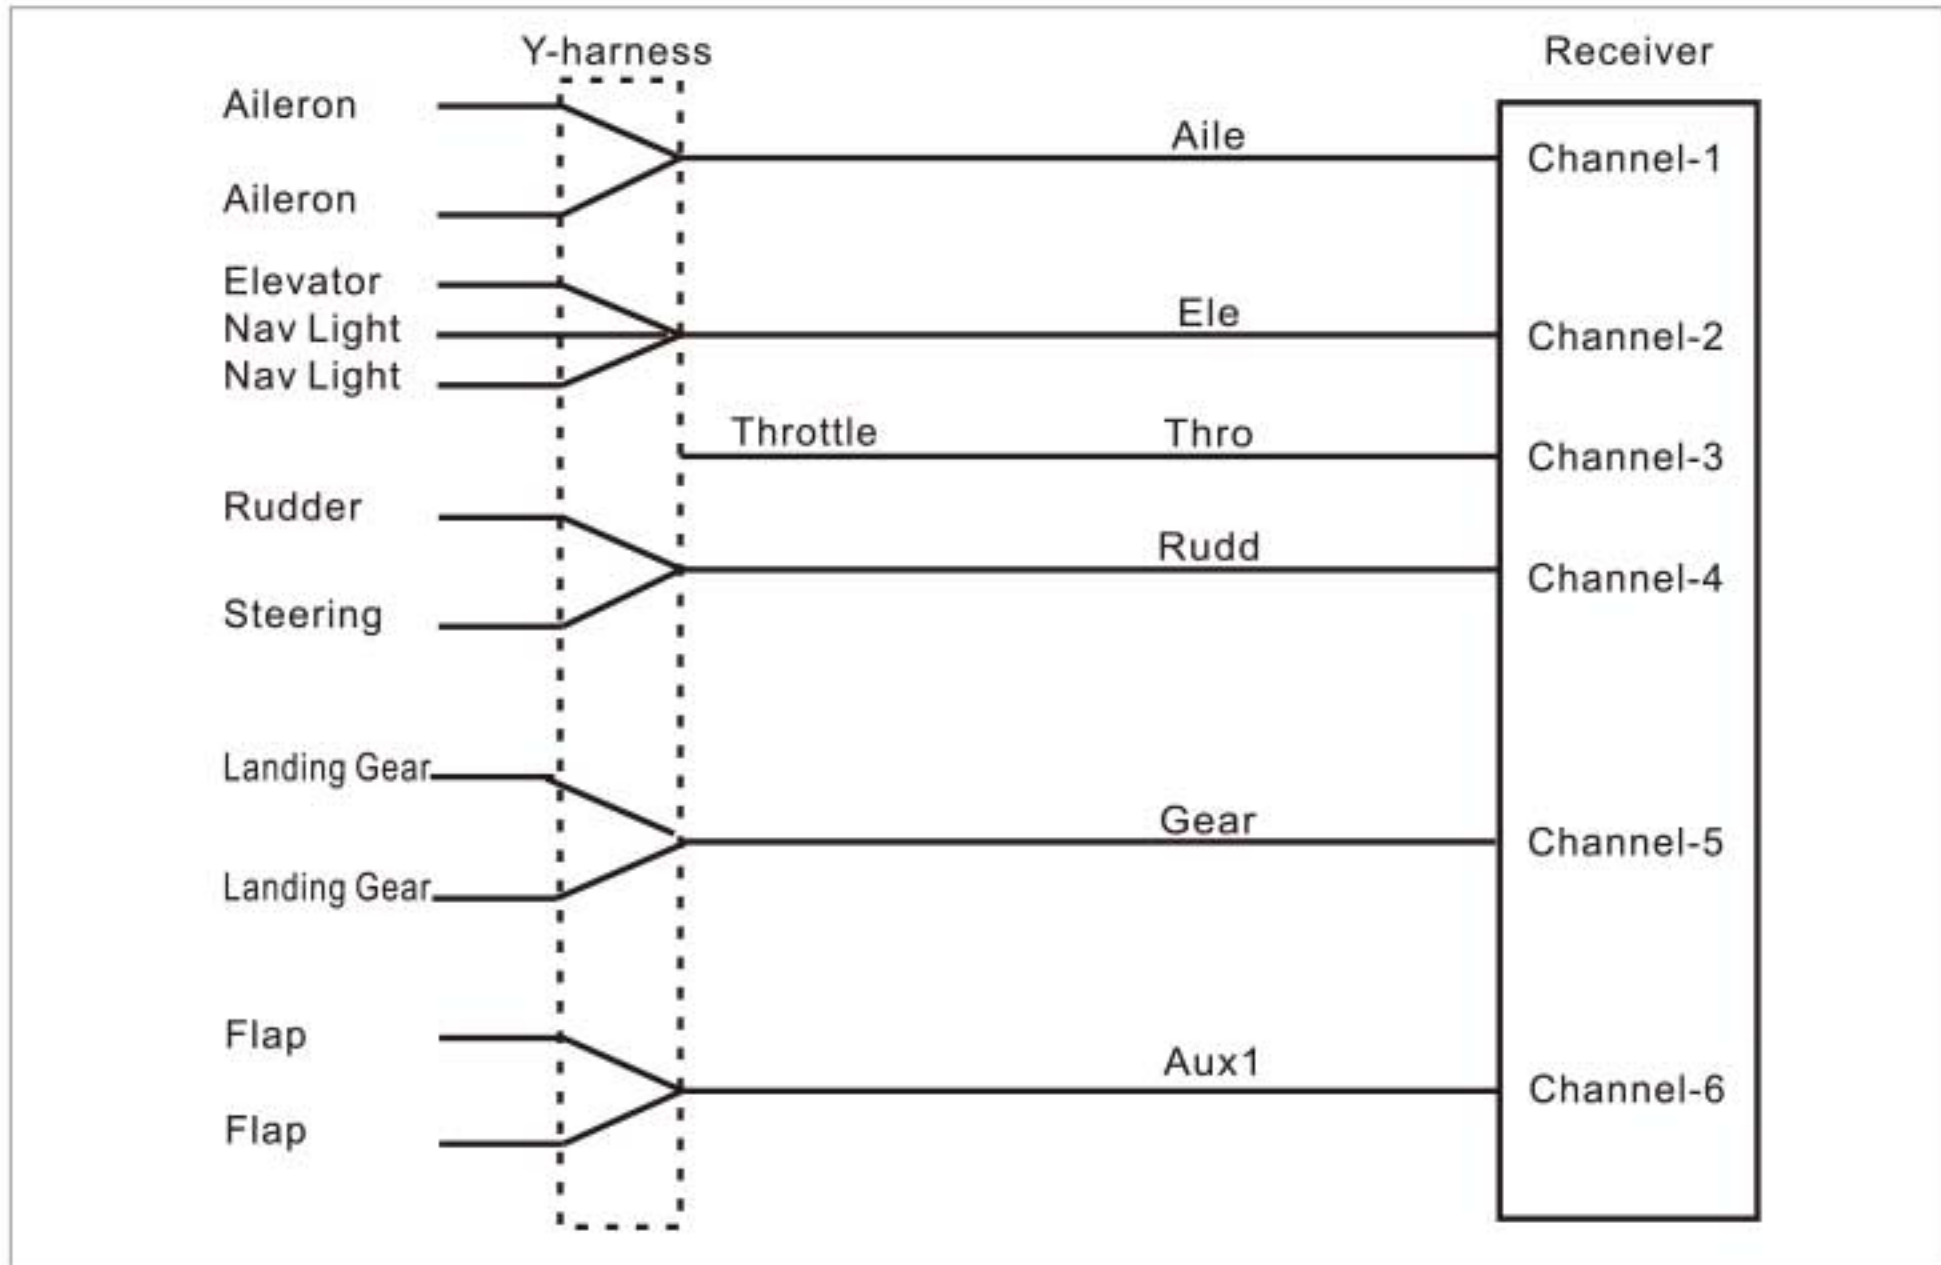 Y-harness
Receiver
Aileron
Aile
Channel-1
Aileron
Elevator
Ele
Nav Light
Channel-2
Nav Light
Throttle
Thro
Channel-3
Rudder
Rudd
Channel-4
Steering
Landing Gear
Gear
Channel-5
Landing Gear
Flap
Aux1
Channel-6
Flap